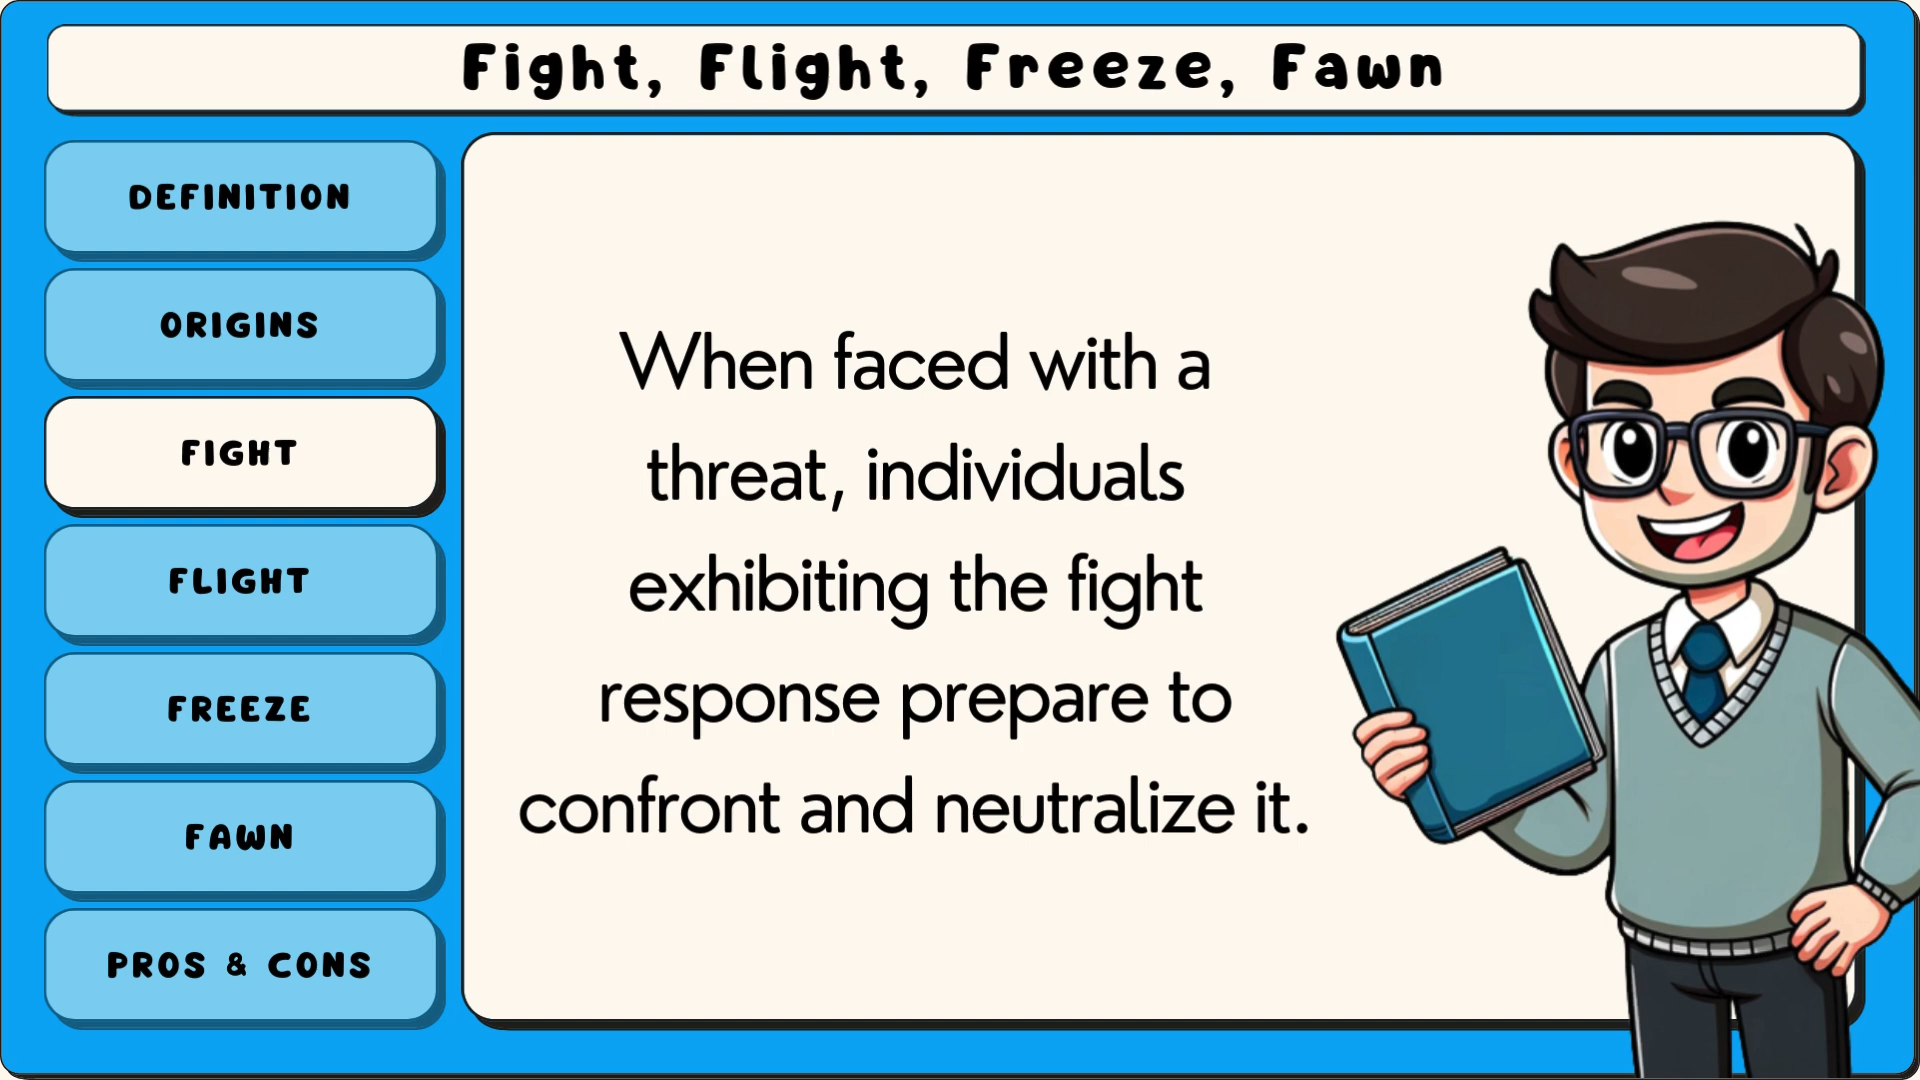 Fight, Flight, Freeze, Fawn
DEFINITION
ORIGINS
FIGHT
FLIGHT
FREEZE
FAWN
PROS & CONS
When faced with a
threat, individuals
exhibiting the fight
response prepare to
confront and neutralize it.